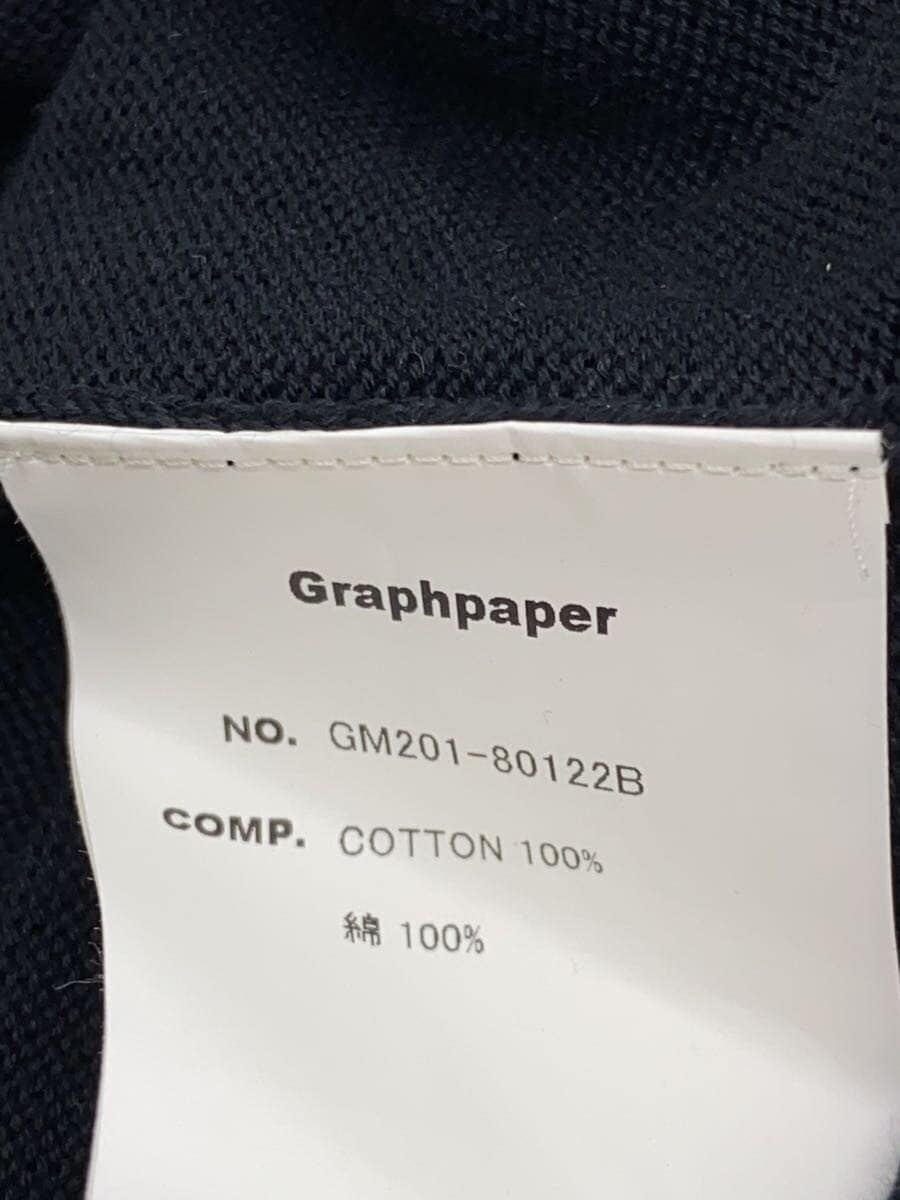 Graphpaper
NO. GM201-80122B
COMP. COTTON 100%
綿 100%